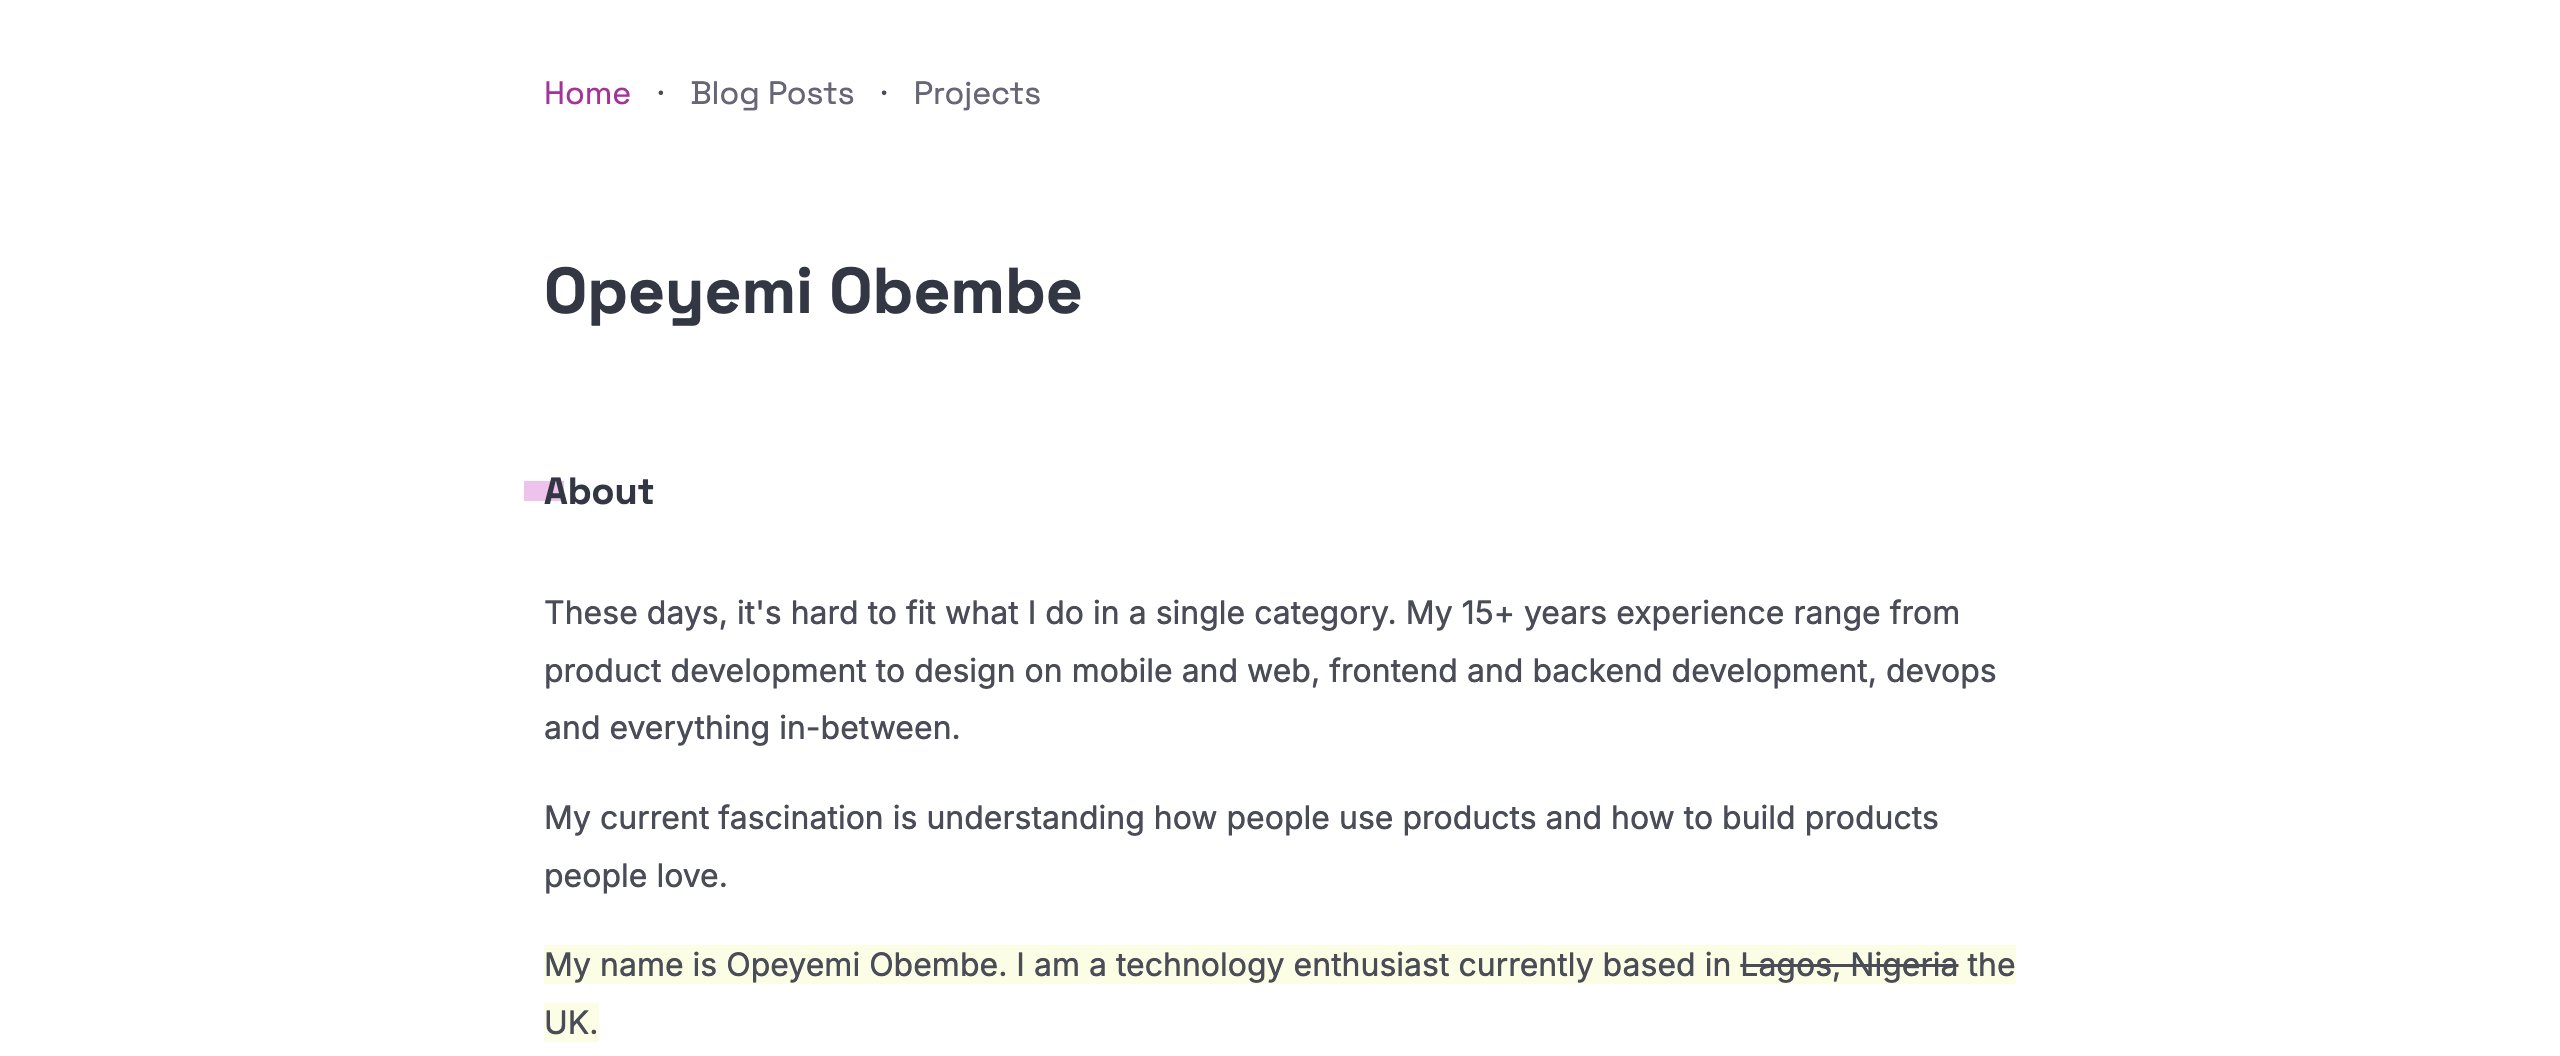 Home · Blog Posts · Projects
Opeyemi Obembe
About
These days, it's hard to fit what I do in a single category. My 15+ years experience range from
product development to design on mobile and web, frontend and backend development, devops
and everything in-between.
My current fascination is understanding how people use products and how to build products
people love.
My name is Opeyemi Obembe. I am a technology enthusiast currently based in Lagos, Nigeria the
UK.